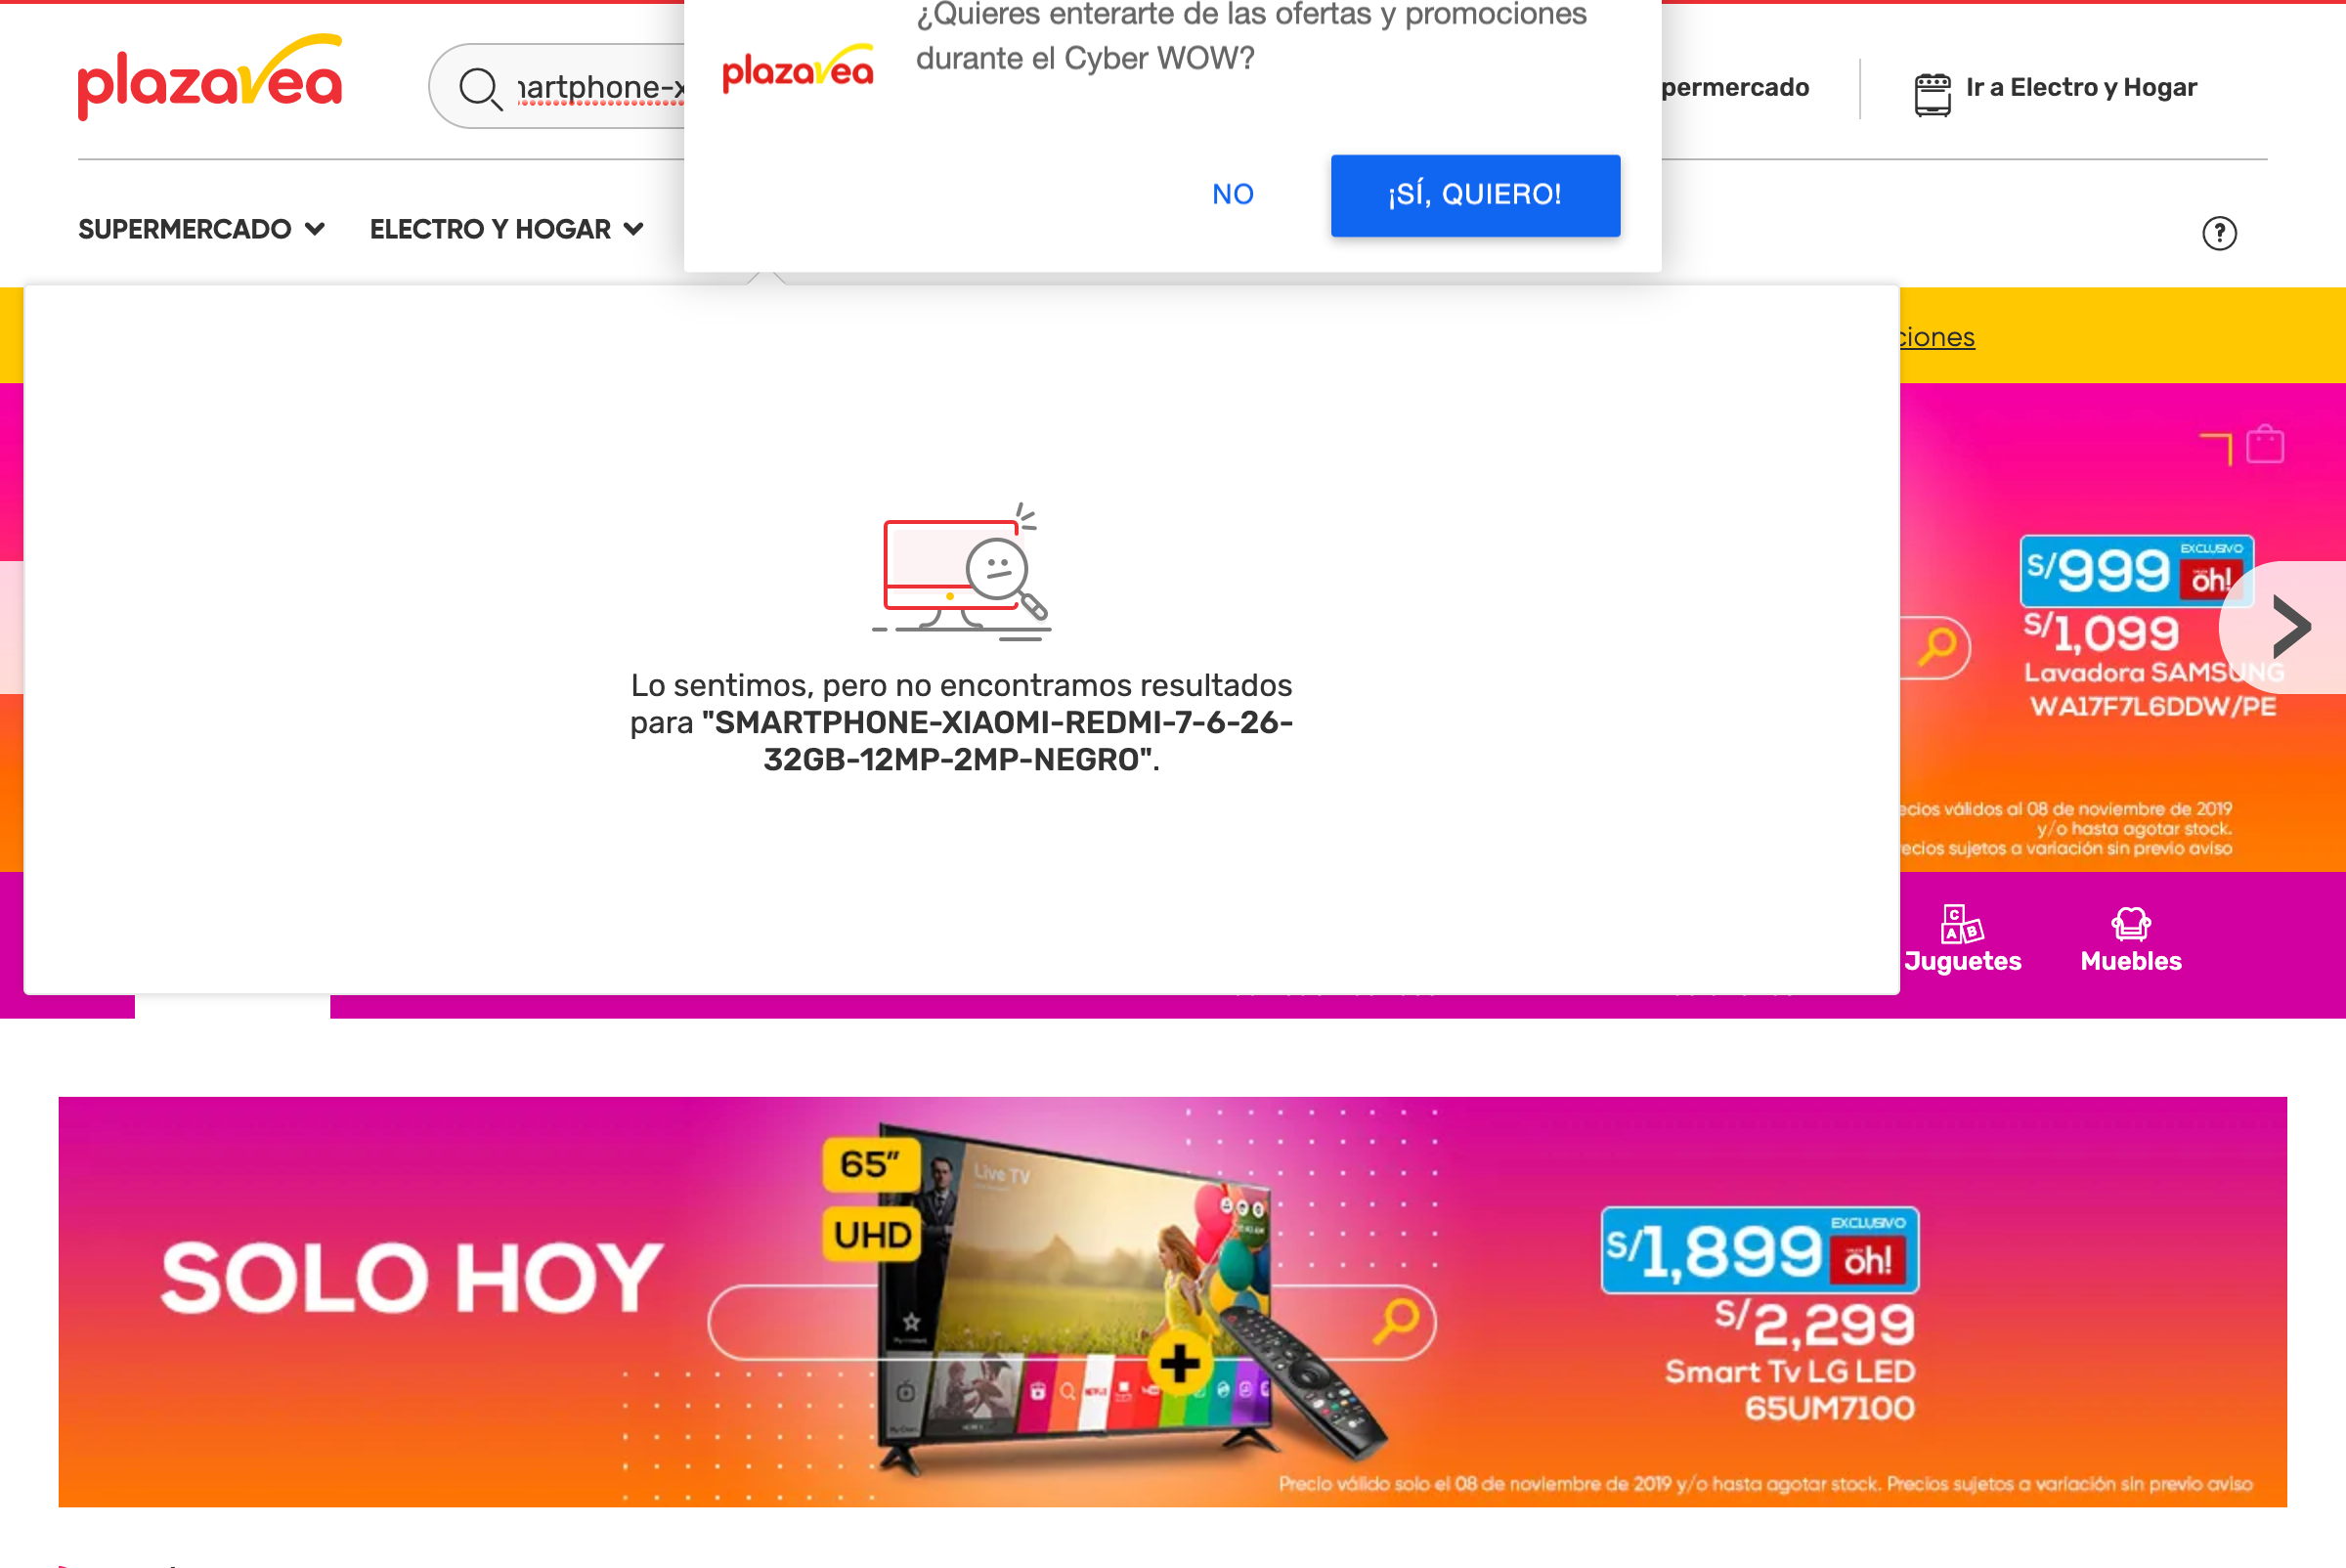 ¿Quieres enterarte de las ofertas y promociones
durante el Cyber WOW?
plazavea
plazavea
NO
¡SÍ, QUIERO!
Ir a Electro y Hogar
SUPERMERCADO
ELECTRO Y HOGAR
?
Lo sentimos, pero no encontramos resultados
para "SMARTPHONE-XIAOMI-REDMI-7-6-26-
32GB-12MP-2MP-NEGRO".
S/999 EXCLUSIVO oh!
S/1,099
Lavadora SAMSUNG
WA17F7L6DDW/PE
válidos al 08 de noviembre de 2019
y/o hasta agotar stock.
sujetos a variación sin previo aviso
C
A B
Juguetes
Muebles
SOLO HOY
65”
UHD
Live TV
S/1,899 EXCLUSIVO oh!
S/2,299
Smart Tv LG LED
65UM7100
Precio válido solo el 08 de noviembre de 2019 y/o hasta agotar stock. Precios sujetos a variación sin previo aviso